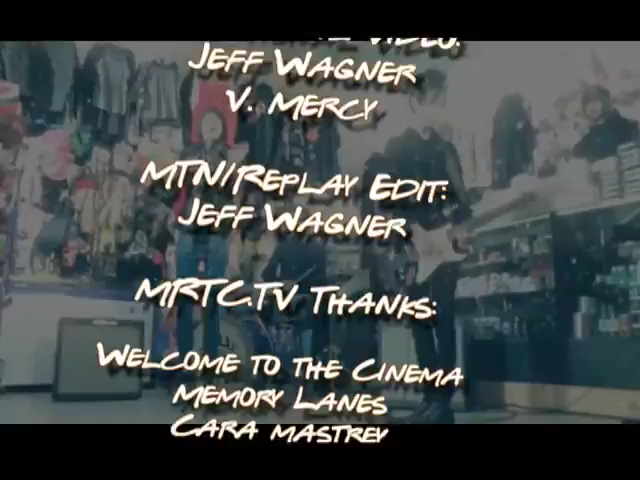 VIDEO:
JEFF WAGNER
V. MERCY
MTN/REPLAY EDIT:
JEFF WAGNER
MRTC.TV THANKS:
WELCOME TO THE CINEMA
MEMORY LANES
CARA MASTREY